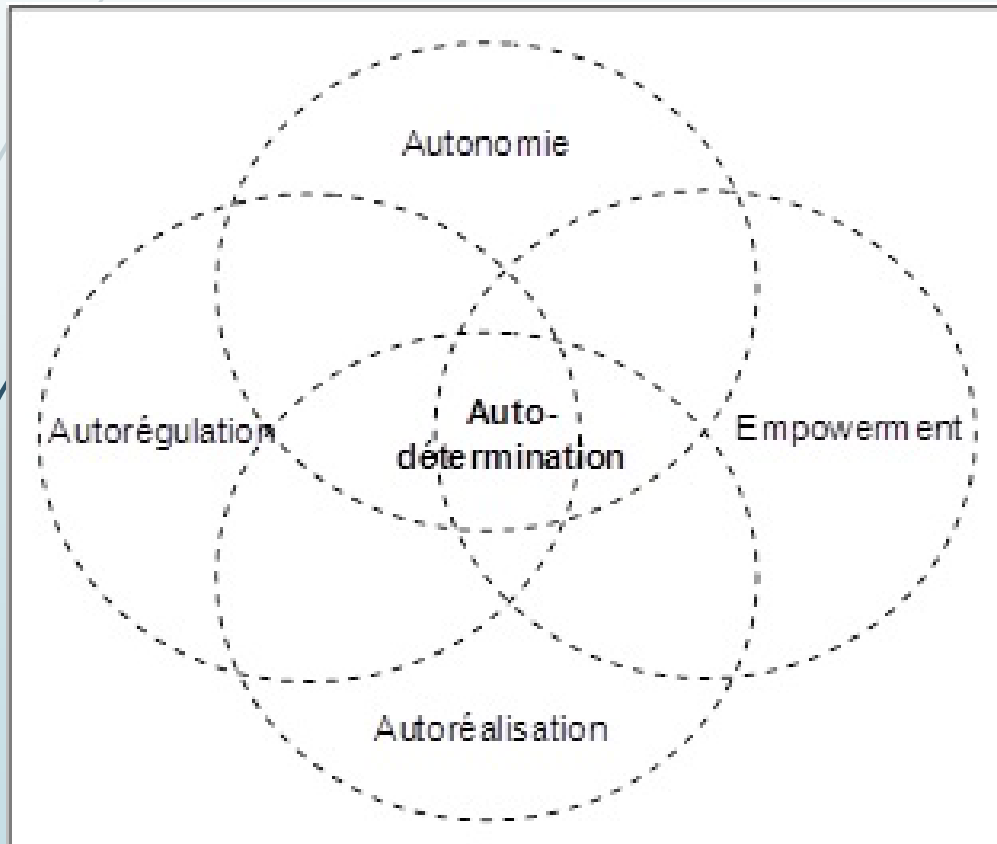 Autonomie
Autorégulation
Auto-
détermination
Empowerment
Autoréalisation